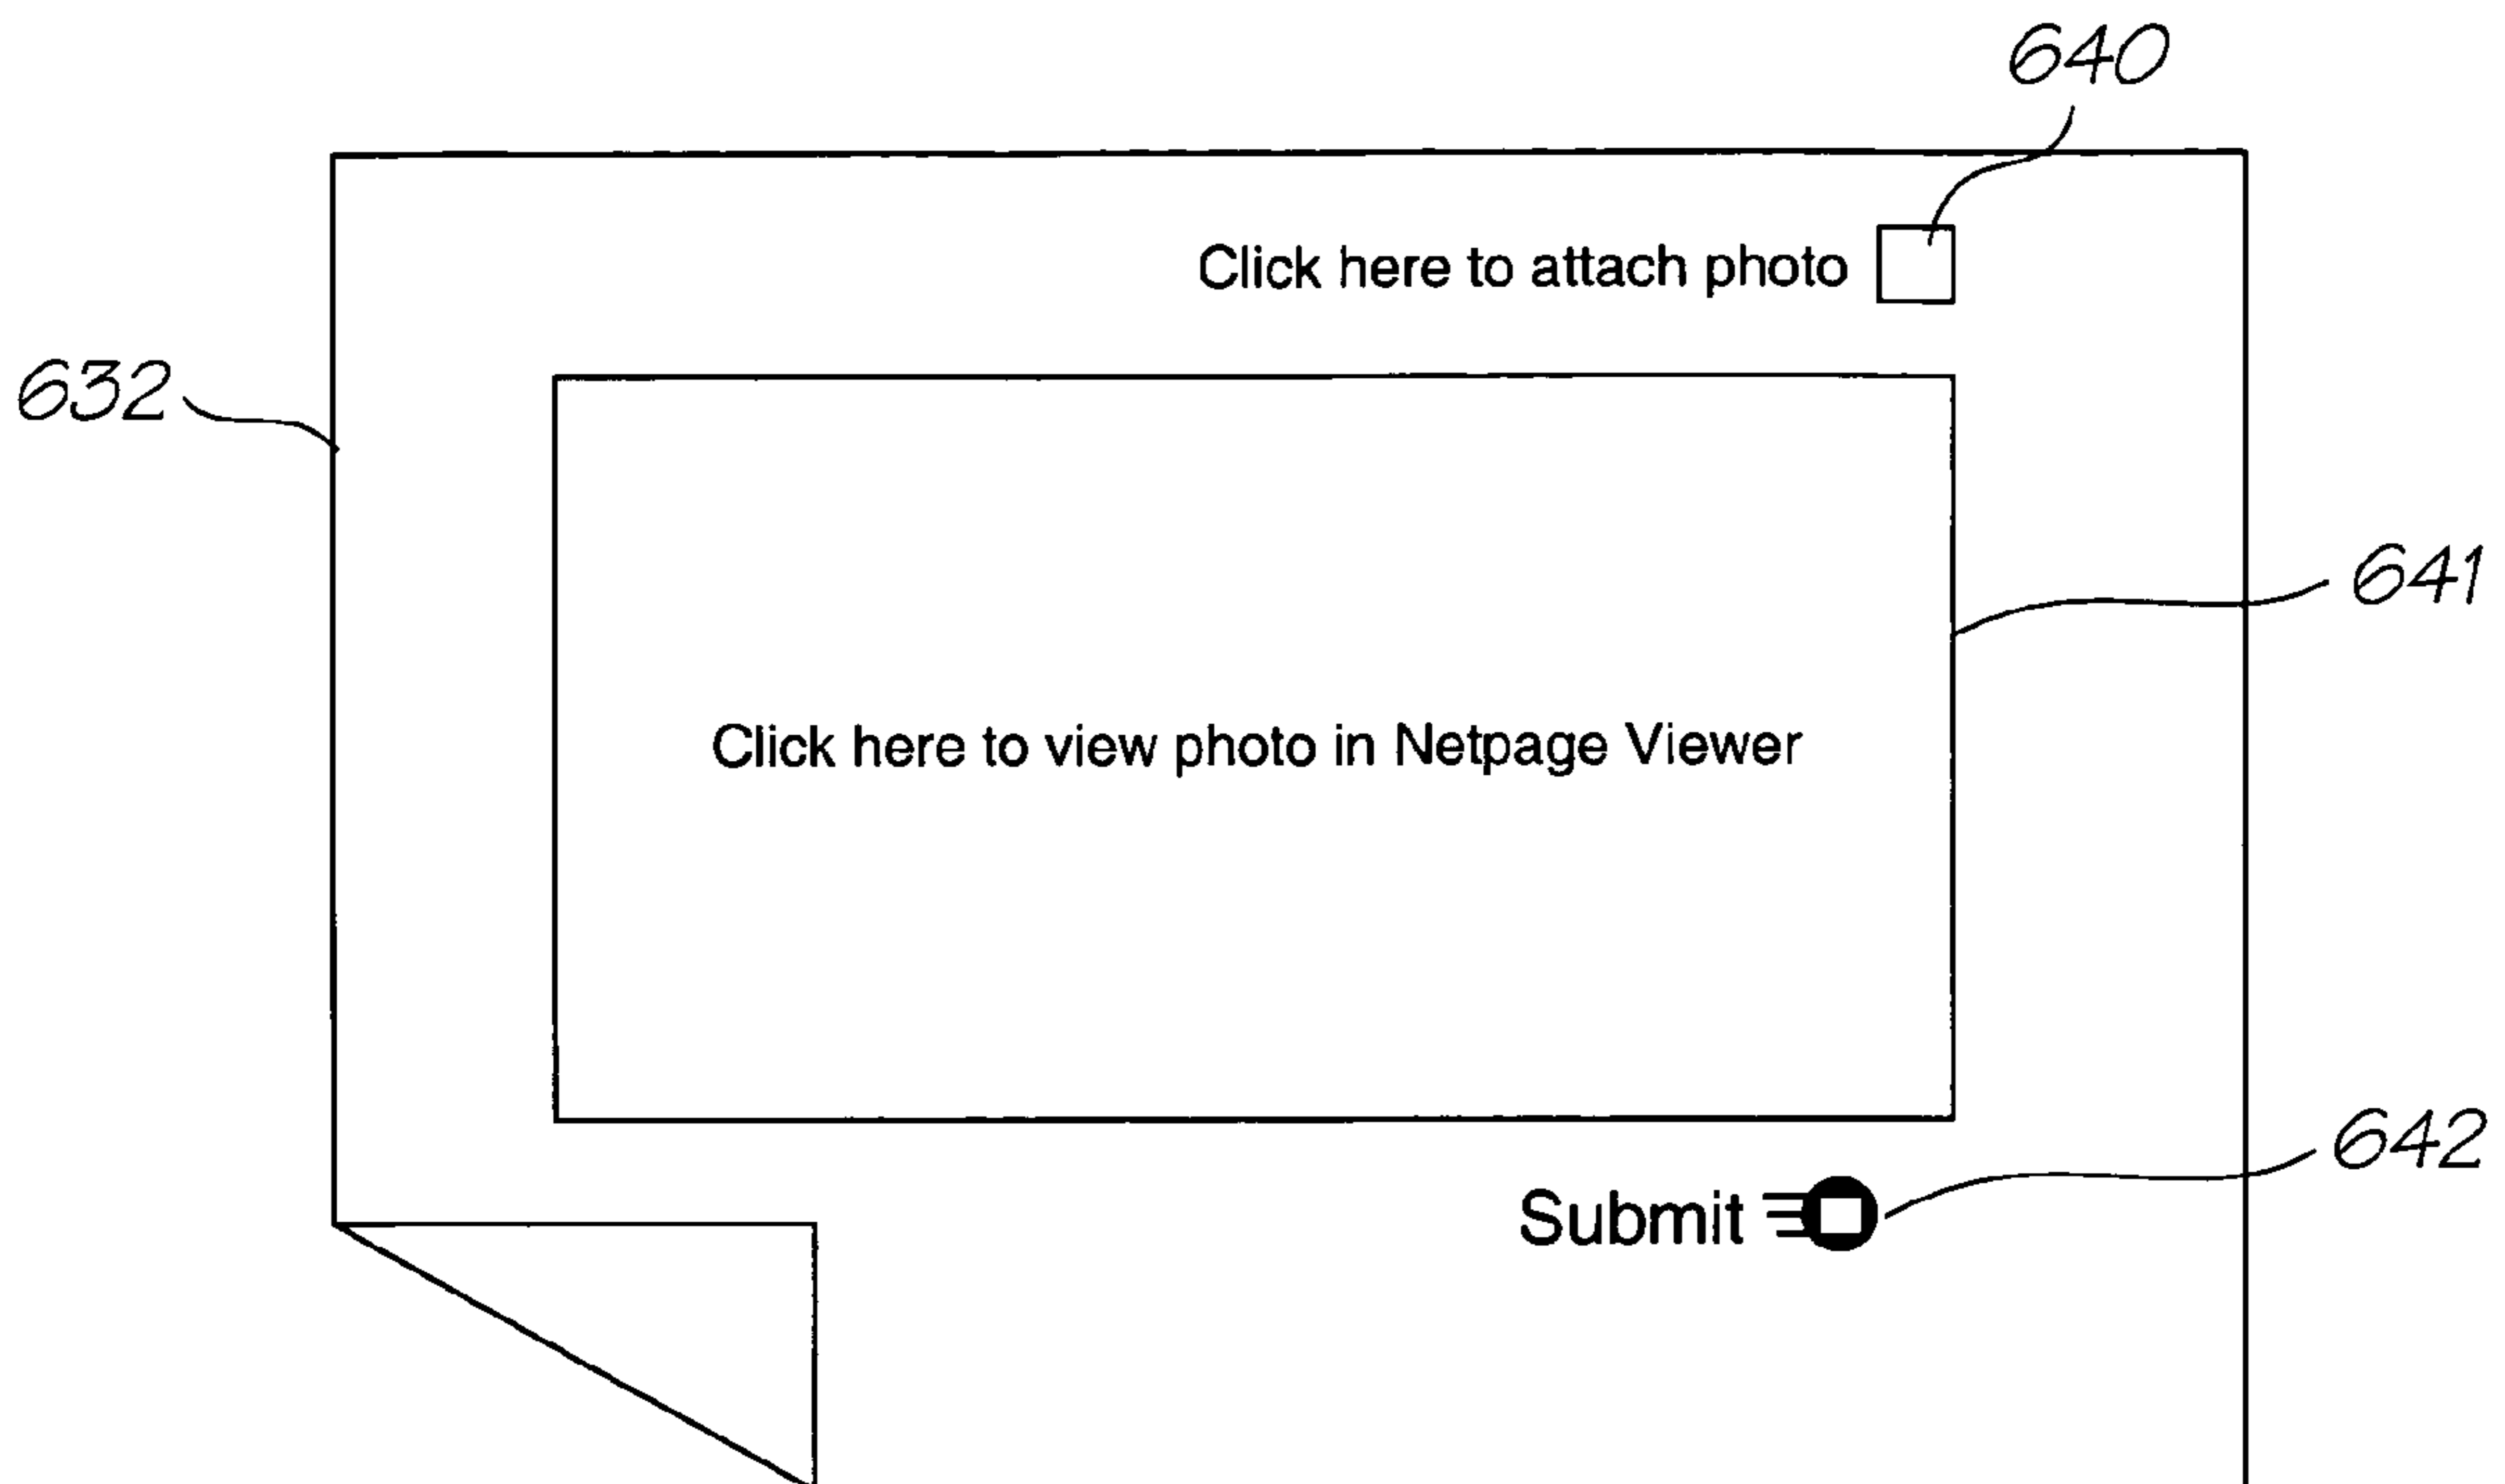 640
Click here to attach photo
632
641
Click here to view photo in Netpage Viewer
642
Submit